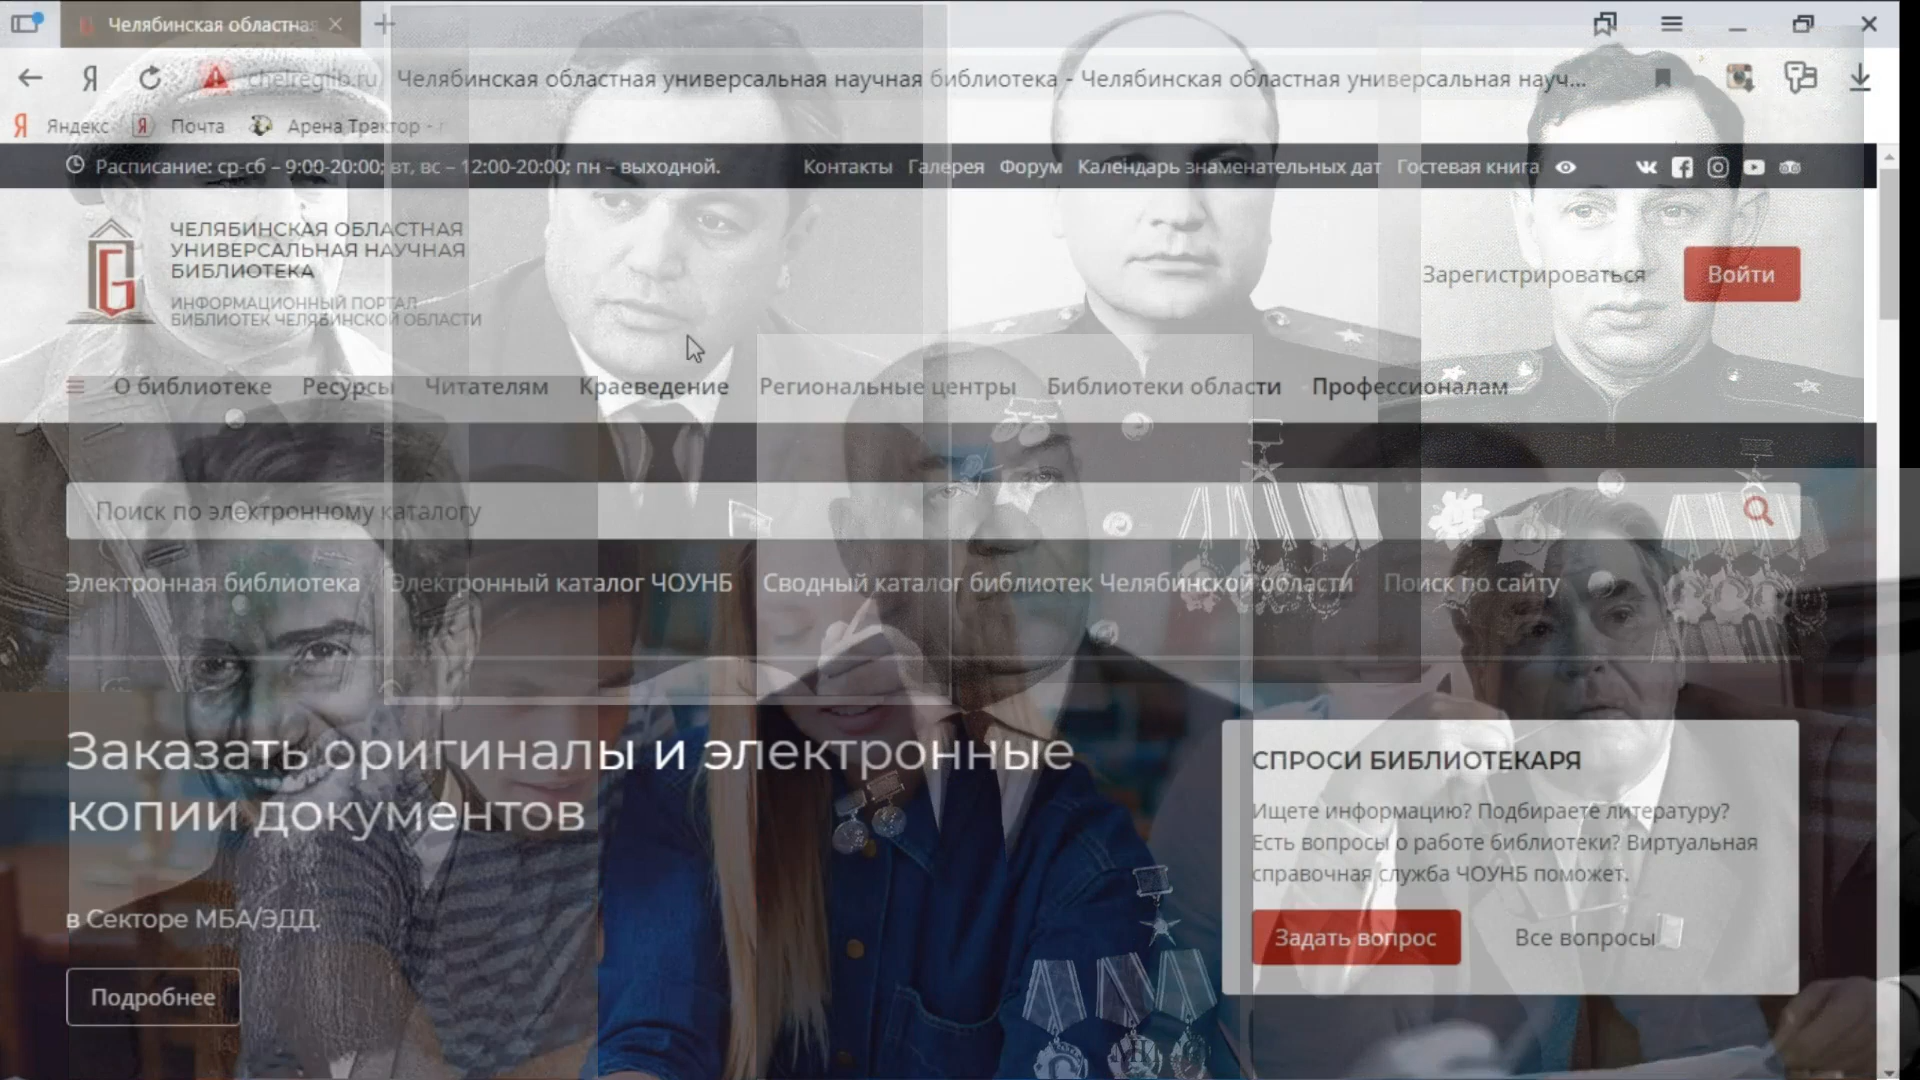 Челябинская областная
chelreglib.ru Челябинская областная универсальная научная библиотека - Челябинская областная универсальная науч...
Яндекс Почта Арена Трактор -
Расписание: ср-сб – 9:00-20:00; вт, вс – 12:00-20:00; пн – выходной. Контакты Галерея Форум Календарь знаменательных дат Гостевая книга
ЧЕЛЯБИНСКАЯ ОБЛАСТНАЯ
УНИВЕРСАЛЬНАЯ НАУЧНАЯ
БИБЛИОТЕКА
ИНФОРМАЦИОННЫЙ ПОРТАЛ
БИБЛИОТЕК ЧЕЛЯБИНСКОЙ ОБЛАСТИ
Зарегистрироваться Войти
О библиотеке Ресурсы Читателям Краеведение Региональные центры Библиотеки области Профессионалам
Поиск по электронному каталогу
Электронная библиотека Электронный каталог ЧОУНБ Сводный каталог библиотек Челябинской области Поиск по сайту
Заказать оригиналы и электронные
копии документов
в Секторе МБА/ЭДД.
Подробнее
СПРОСИ БИБЛИОТЕКАРЯ
Ищете информацию? Подбираете литературу?
Есть вопросы о работе библиотеки? Виртуальная
справочная служба ЧОУНБ поможет.
Задать вопрос Все вопросы